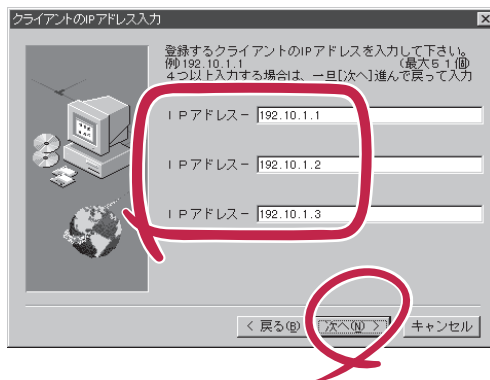 クライアントのIPアドレス入力
登録するクライアントのIPアドレスを入力して下さい。
例)192.10.1.1 (最大51個)
4つ以上入力する場合は、一旦[次へ]進んで戻って入力
IPアドレスー 192.10.1.1
IPアドレスー 192.10.1.2
IPアドレスー 192.10.1.3
< 戻る(B) 次へ(N) > キャンセル